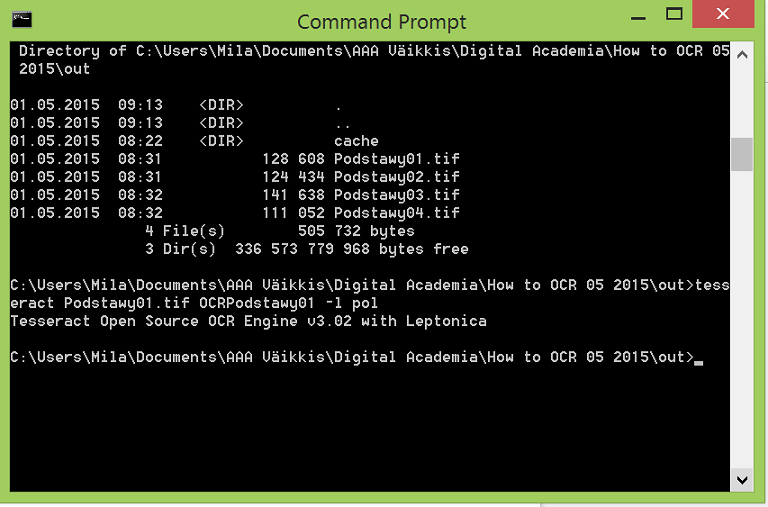 Command Prompt
Directory of C:\Users\Mila\Documents\AAA Väikkis\Digital Academia\How to OCR 05
2015\out
01.05.2015  09:13    <DIR>          .
01.05.2015  09:13    <DIR>          ..
01.05.2015  08:22    <DIR>          cache
01.05.2015  08:31           128 608 Podstawy01.tif
01.05.2015  08:31           124 434 Podstawy02.tif
01.05.2015  08:32           141 638 Podstawy03.tif
01.05.2015  08:32           111 052 Podstawy04.tif
4 File(s)        505 732 bytes
3 Dir(s)  336 573 779 968 bytes free
C:\Users\Mila\Documents\AAA Väikkis\Digital Academia\How to OCR 05 2015\out>tess
eract Podstawy01.tif OCRPodstawy01 -l pol
Tesseract Open Source OCR Engine v3.02 with Leptonica
C:\Users\Mila\Documents\AAA Väikkis\Digital Academia\How to OCR 05 2015\out>_